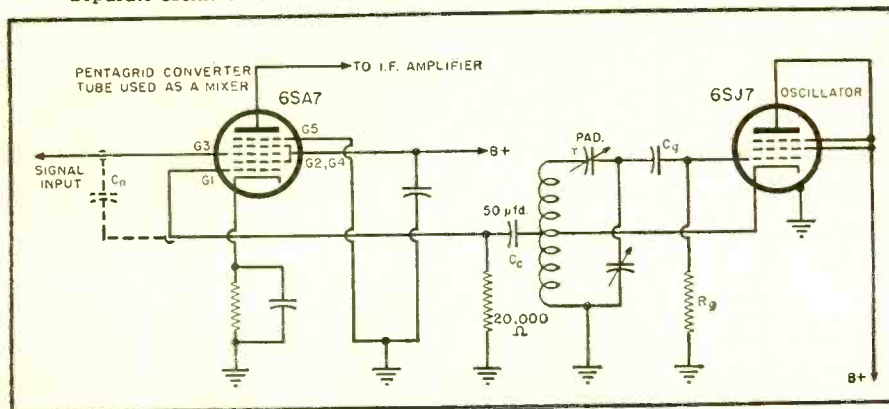 PENTAGRID CONVERTER
TUBE USED AS A MIXER
TO I.F. AMPLIFIER
6SA7
G5
G3
G2,G4
G1
B+
SIGNAL
INPUT
Cn
50 µfd.
Cc
20,000
Ω
PAD.
T
Cg
6SJ7
OSCILLATOR
Rg
B+